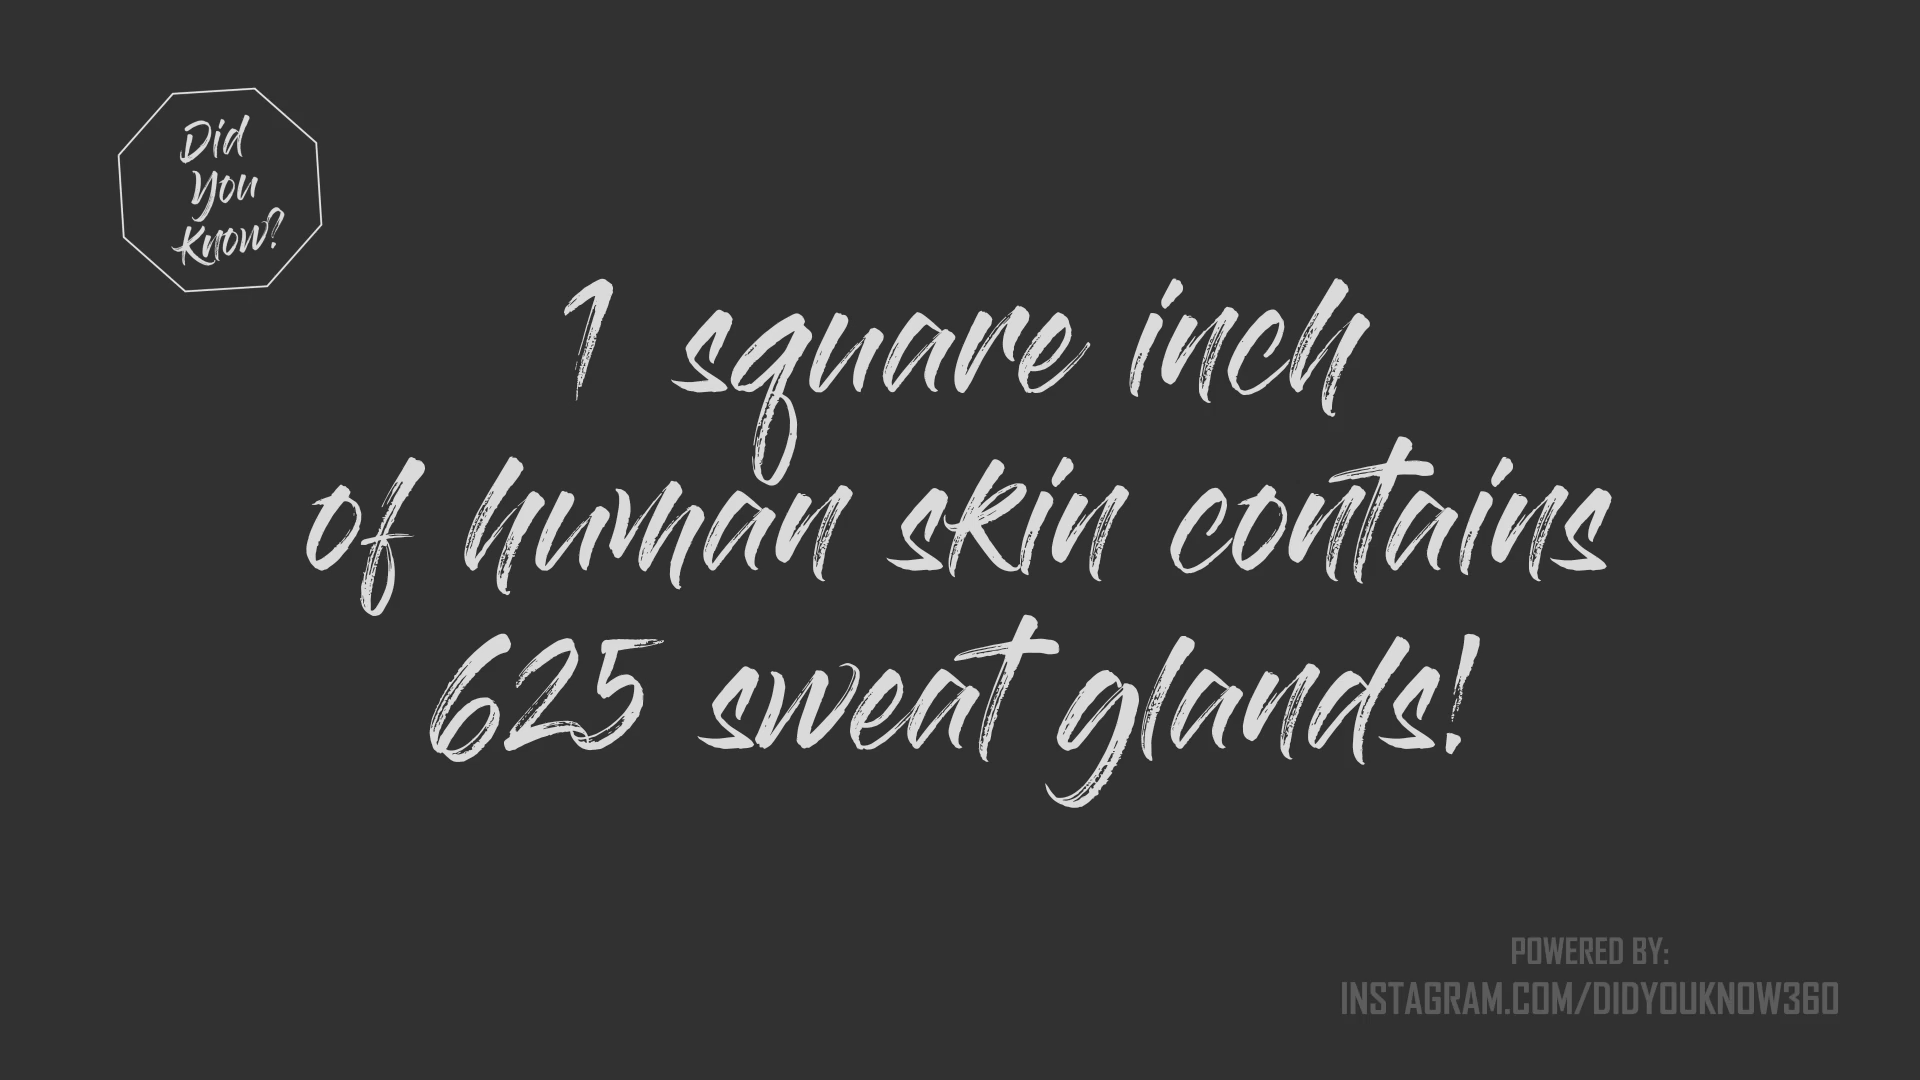 Did
You
Know?
1 square inch
of human skin contains
625 sweat glands!
POWERED BY:
INSTAGRAM.COM/DIDYOUKNOW360